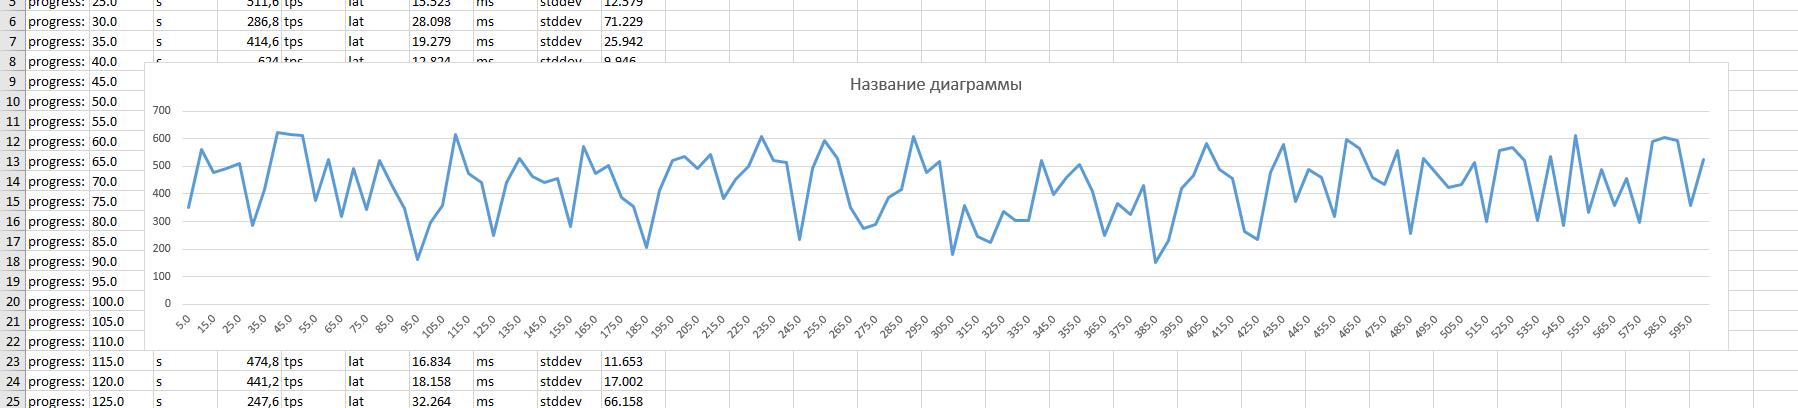 5 progress: 25.0 s 511,6 tps lat 15.523 ms stddev 12.579
6 progress: 30.0 s 286,8 tps lat 28.098 ms stddev 71.229
7 progress: 35.0 s 414,6 tps lat 19.279 ms stddev 25.942
8 progress: 40.0 s 624 tps lat 12.824 ms stddev 9.946
9 progress: 45.0
10 progress: 50.0
11 progress: 55.0
12 progress: 60.0
13 progress: 65.0
14 progress: 70.0
15 progress: 75.0
16 progress: 80.0
17 progress: 85.0
18 progress: 90.0
19 progress: 95.0
20 progress: 100.0
21 progress: 105.0
22 progress: 110.0
Название диаграммы
700
600
500
400
300
200
100
0
5.0 15.0 25.0 35.0 45.0 55.0 65.0 75.0 85.0 95.0 105.0 115.0 125.0 135.0 145.0 155.0 165.0 175.0 185.0 195.0 205.0 215.0 225.0 235.0 245.0 255.0 265.0 275.0 285.0 295.0 305.0 315.0 325.0 335.0 345.0 355.0 365.0 375.0 385.0 395.0 405.0 415.0 425.0 435.0 445.0 455.0 465.0 475.0 485.0 495.0 505.0 515.0 525.0 535.0 545.0 555.0 565.0 575.0 585.0 595.0
23 progress: 115.0 s 474,8 tps lat 16.834 ms stddev 11.653
24 progress: 120.0 s 441,2 tps lat 18.158 ms stddev 17.002
25 progress: 125.0 s 247,6 tps lat 32.264 ms stddev 66.158